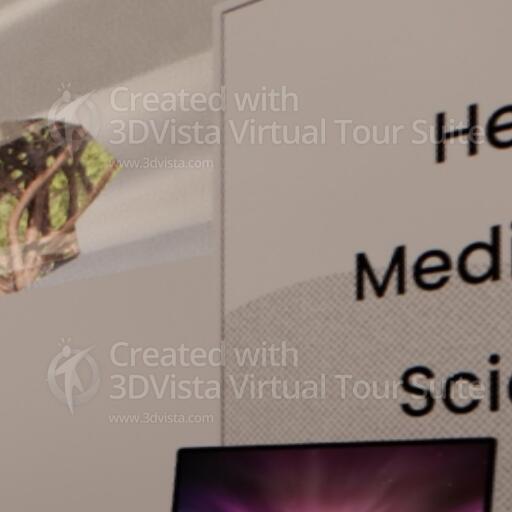 Created with
3DVista Virtual Tour Suite
www.3dvista.com
He
Medi
Scie
Created with
3DVista Virtual Tour Suite
www.3dvista.com